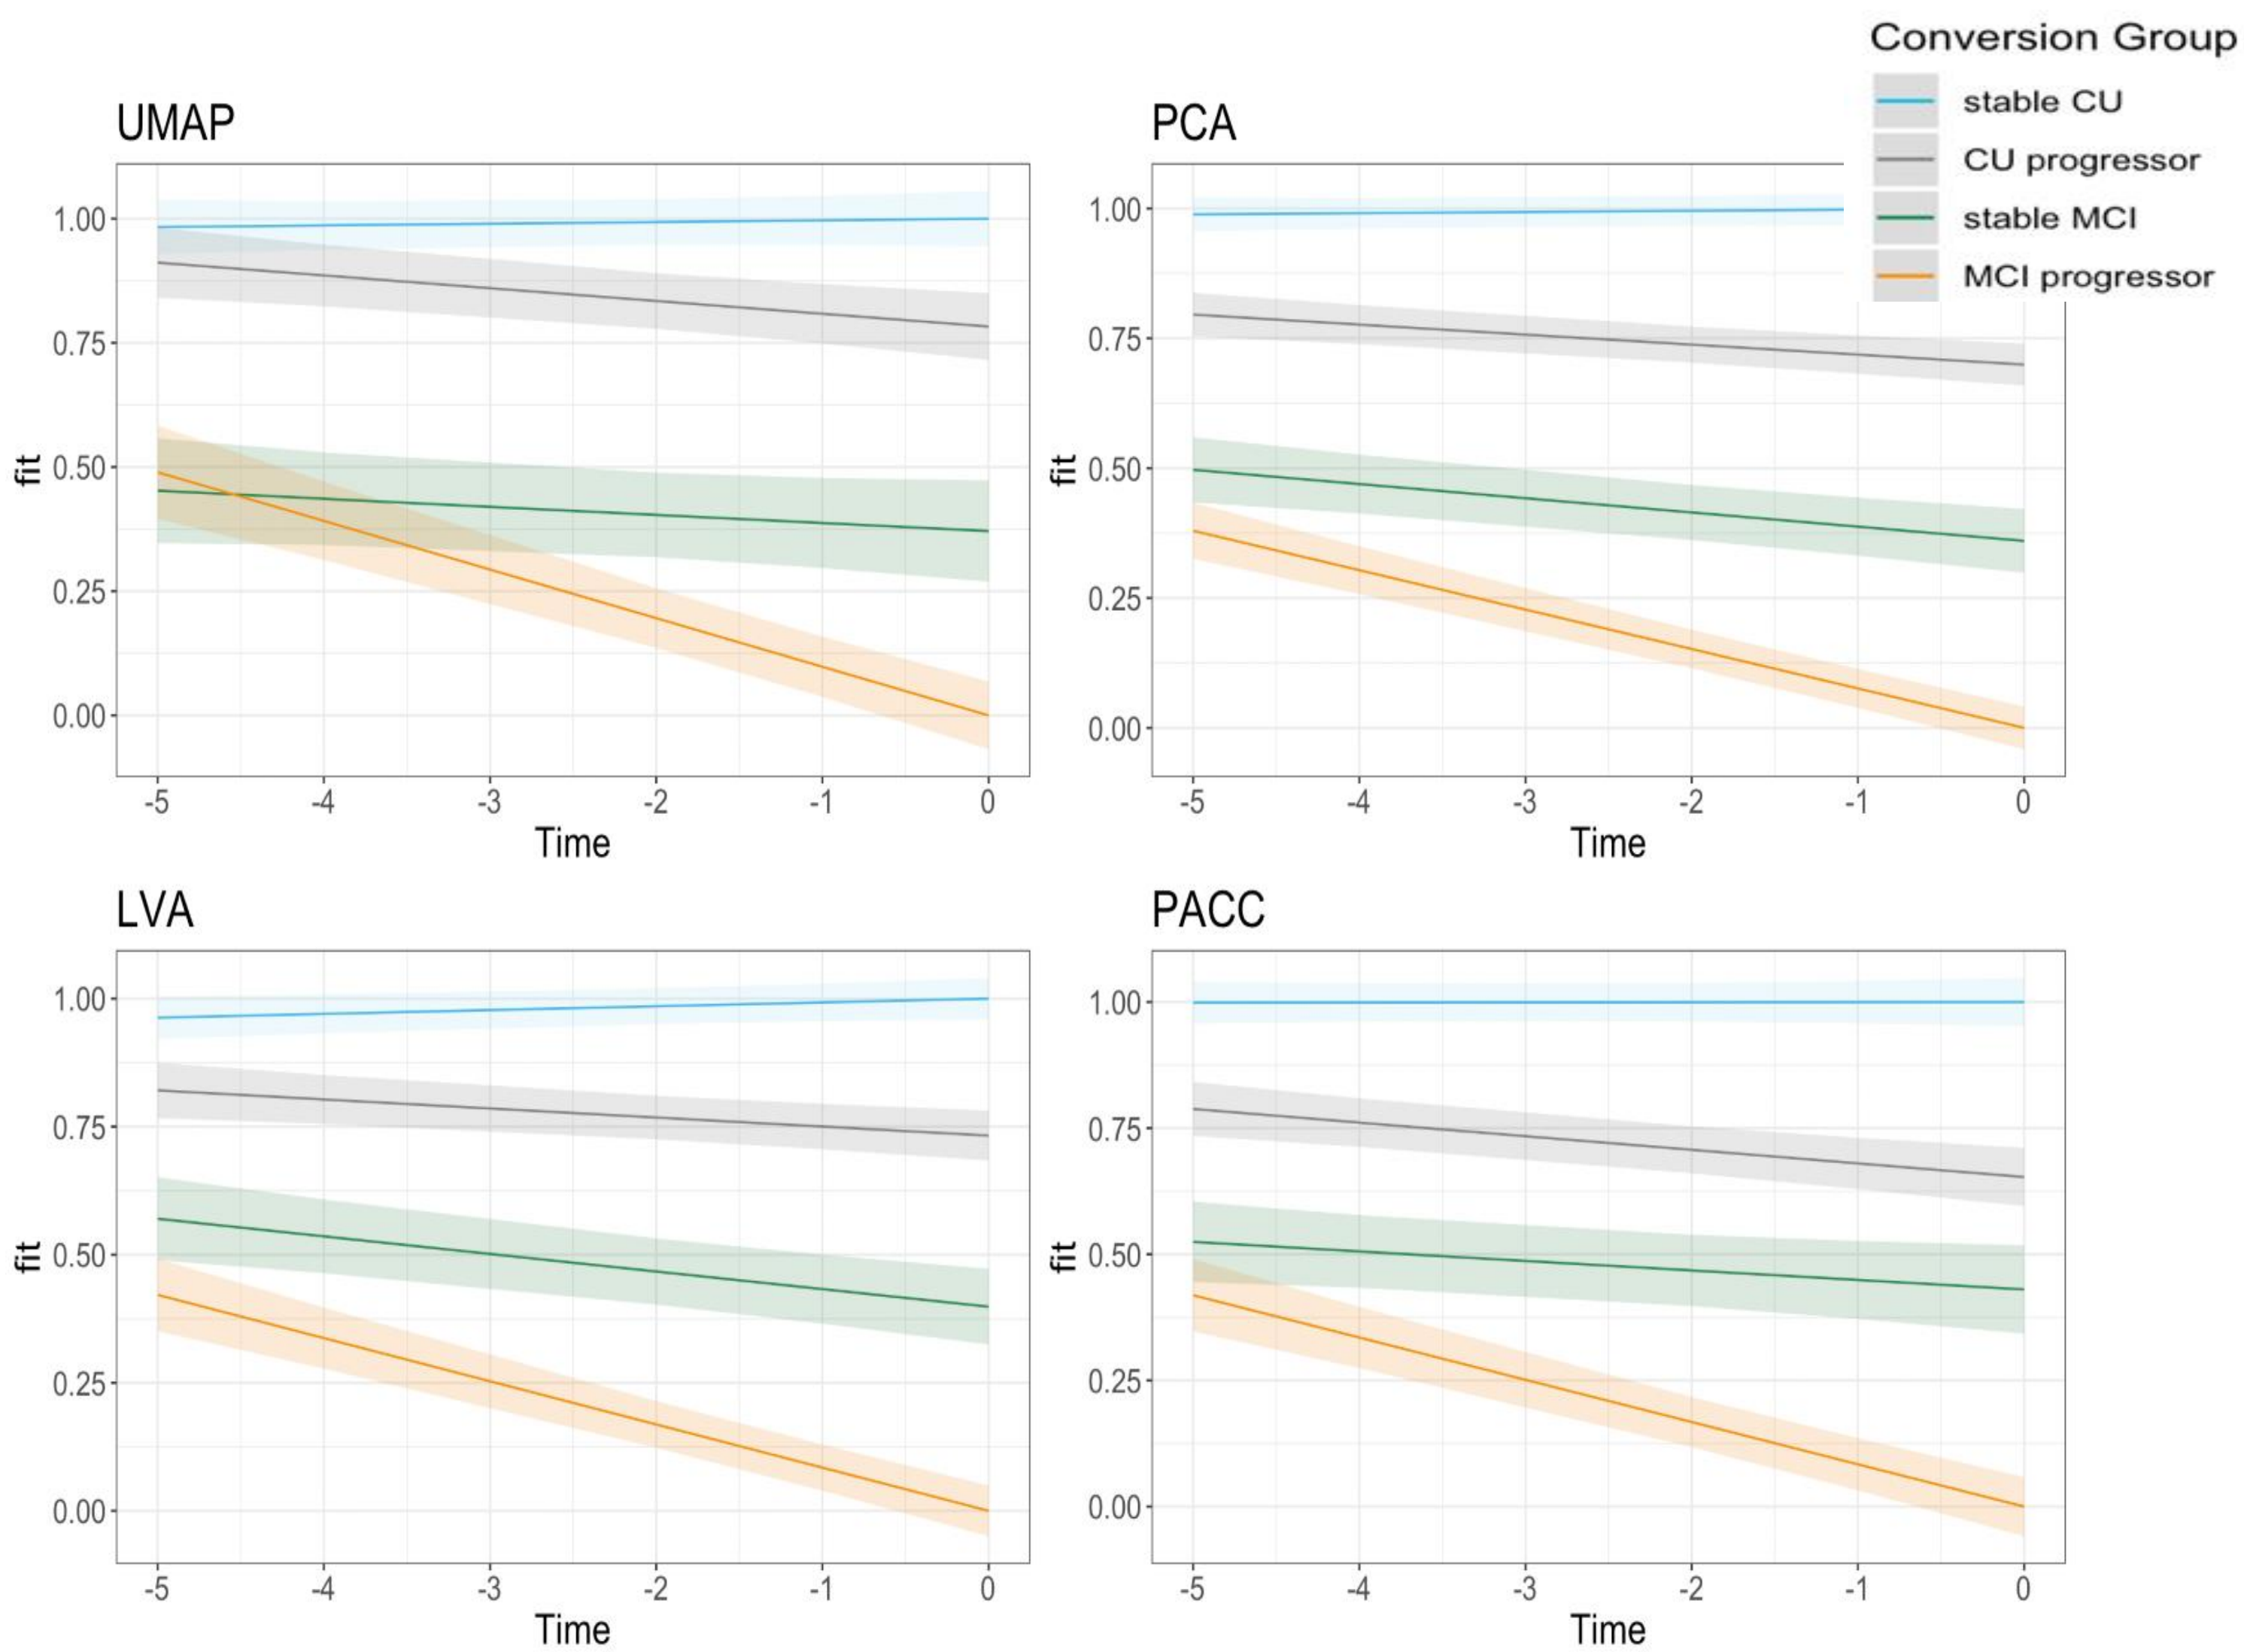 Conversion Group
stable CU
CU progressor
stable MCI
MCI progressor
UMAP
fit
1.00
0.75
0.50
0.25
0.00
-5 -4 -3 -2 -1 0
Time
PCA
fit
1.00
0.75
0.50
0.25
0.00
-5 -4 -3 -2 -1 0
Time
LVA
fit
1.00
0.75
0.50
0.25
0.00
-5 -4 -3 -2 -1 0
Time
PACC
fit
1.00
0.75
0.50
0.25
0.00
-5 -4 -3 -2 -1 0
Time